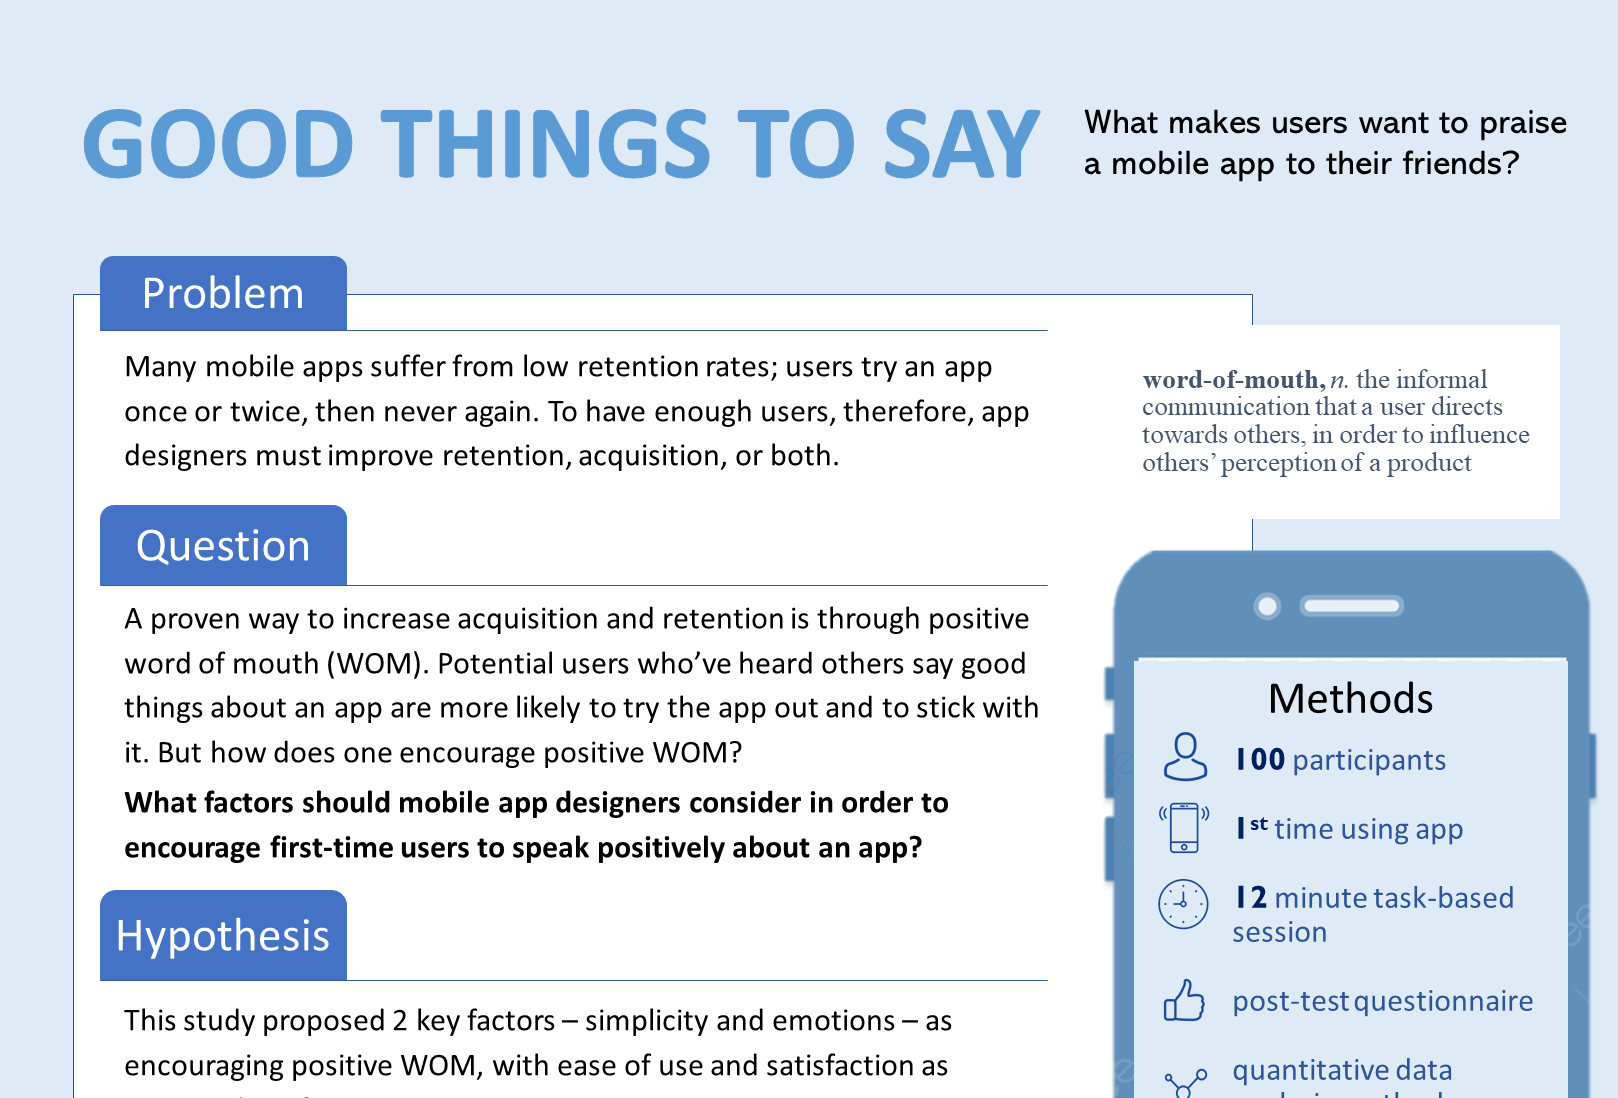 GOOD THINGS TO SAY
What makes users want to praise
a mobile app to their friends?
Problem
Many mobile apps suffer from low retention rates; users try an app
once or twice, then never again. To have enough users, therefore, app
designers must improve retention, acquisition, or both.
word-of-mouth, n. the informal
communication that a user directs
towards others, in order to influence
others’ perception of a product
Question
A proven way to increase acquisition and retention is through positive
word of mouth (WOM). Potential users who’ve heard others say good
things about an app are more likely to try the app out and to stick with
it. But how does one encourage positive WOM?
What factors should mobile app designers consider in order to
encourage first-time users to speak positively about an app?
Hypothesis
This study proposed 2 key factors – simplicity and emotions – as
encouraging positive WOM, with ease of use and satisfaction as
Methods
100 participants
1st time using app
12 minute task-based
session
post-test questionnaire
quantitative data